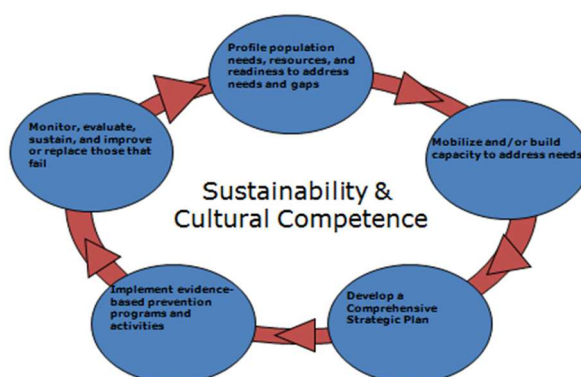 Profile population
needs, resources, and
readiness to address
needs and gaps
Mobilize and/or build
capacity to address needs
Develop a
Comprehensive
Strategic Plan
Implement evidence-
based prevention
programs and
activities
Monitor, evaluate,
sustain, and improve
or replace those that
fail
Sustainability &
Cultural Competence